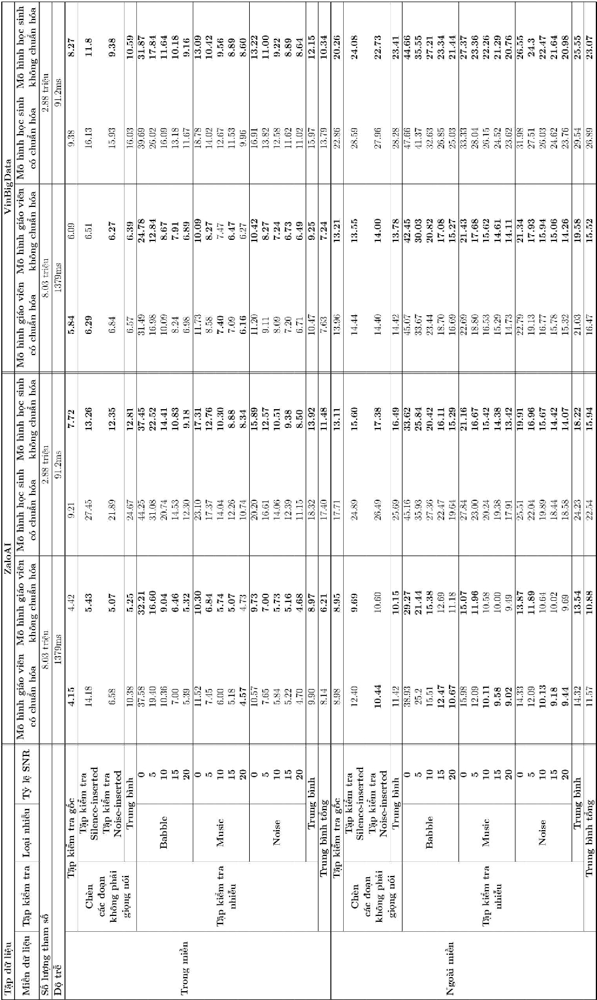 Tập dữ liệu ZaloAI VinBigData
Miền dữ liệu Tập kiểm tra Loại nhiễu Tỷ lệ SNR Mô hình giáo viên có chuẩn hóa Mô hình giáo viên không chuẩn hóa Mô hình học sinh có chuẩn hóa Mô hình học sinh không chuẩn hóa Mô hình giáo viên có chuẩn hóa Mô hình giáo viên không chuẩn hóa Mô hình học sinh có chuẩn hóa Mô hình học sinh không chuẩn hóa
Số lượng tham số 8.03 triệu 2.88 triệu 8.03 triệu 2.88 triệu
Độ trễ 1379ms 91.2ms 1379ms 91.2ms
Trong miền
Tập kiểm tra gốc 4.15 4.42 9.21 7.72 5.84 6.09 9.38 8.27
Chèn các đoạn không phải giọng nói
Tập kiểm tra Silence-inserted 14.18 5.43 27.45 13.26 6.29 6.51 16.13 11.8
Tập kiểm tra Noise-inserted 6.58 5.07 21.89 12.35 6.84 6.27 15.93 9.38
Trung bình 10.38 5.25 24.67 12.81 6.57 6.39 16.03 10.59
Tập kiểm tra nhiễu
Babble
0 37.58 32.21 44.25 37.45 31.49 24.78 39.69 31.87
5 19.40 16.60 31.08 22.52 16.98 12.84 26.02 17.84
10 10.36 9.04 20.74 14.41 10.09 8.67 16.09 11.64
15 7.00 6.46 14.53 10.83 8.24 7.91 13.18 10.18
20 5.39 5.32 12.30 9.18 6.98 6.89 11.67 9.16
Music
0 11.52 10.30 23.10 17.31 11.73 10.09 18.78 13.09
5 7.45 6.84 17.37 12.76 8.58 8.27 14.02 10.42
10 6.00 5.74 14.04 10.30 7.40 7.47 12.67 9.56
15 5.18 5.07 12.26 8.88 7.09 6.47 11.53 8.89
20 4.57 4.73 10.74 8.34 6.16 6.27 9.96 8.60
Noise
0 10.57 9.73 20.20 15.89 11.20 10.42 16.91 13.22
5 7.65 7.00 16.61 12.57 9.11 8.27 13.82 11.00
10 5.84 5.73 14.06 10.51 8.09 7.24 12.58 9.22
15 5.22 5.16 12.39 9.38 7.20 6.73 11.62 8.89
20 4.70 4.68 11.15 8.50 6.71 6.49 11.02 8.64
Trung bình 9.90 8.97 18.32 13.92 10.47 9.25 15.97 12.15
Trung bình tổng 8.14 6.21 17.40 11.48 7.63 7.24 13.79 10.34
Ngoài miền
Tập kiểm tra gốc 8.98 8.95 17.71 13.11 13.96 13.21 22.86 20.26
Chèn các đoạn không phải giọng nói
Tập kiểm tra Silence-inserted 12.40 9.69 24.89 15.60 14.44 13.55 28.59 24.08
Tập kiểm tra Noise-inserted 10.44 10.60 26.49 17.38 14.40 14.00 27.96 22.73
Trung bình 11.42 10.15 25.69 16.49 14.42 13.78 28.28 23.41
Tập kiểm tra nhiễu
Babble
0 38.93 29.27 45.16 33.62 45.07 42.45 47.66 44.66
5 25.2 21.44 35.93 25.84 33.67 30.03 41.37 35.55
10 15.51 15.38 27.36 20.42 23.44 20.82 32.63 27.21
15 12.47 12.69 22.47 16.11 18.70 17.08 26.85 23.34
20 10.67 11.18 19.64 15.29 16.69 15.27 25.03 21.44
Music
0 15.98 15.07 27.84 21.16 22.69 21.43 33.33 27.37
5 12.09 11.96 23.00 16.67 18.80 17.68 28.04 23.36
10 10.11 10.58 20.24 15.42 16.53 15.62 26.15 22.26
15 9.58 10.00 19.38 14.38 15.29 14.61 24.52 21.29
20 9.02 9.49 17.91 13.42 14.73 14.11 23.62 20.76
Noise
0 14.33 13.87 25.51 19.91 22.79 21.34 31.98 26.55
5 12.09 11.89 22.04 16.96 19.13 17.93 27.51 24.3
10 10.13 10.64 19.89 15.67 16.77 15.94 26.03 22.47
15 9.18 10.02 18.44 14.42 15.78 15.06 24.62 21.64
20 9.44 9.69 18.58 14.07 15.32 14.26 23.76 20.98
Trung bình 14.32 13.54 24.23 18.22 21.03 19.58 29.54 25.55
Trung bình tổng 11.57 10.88 22.54 15.94 16.47 15.52 26.89 23.07